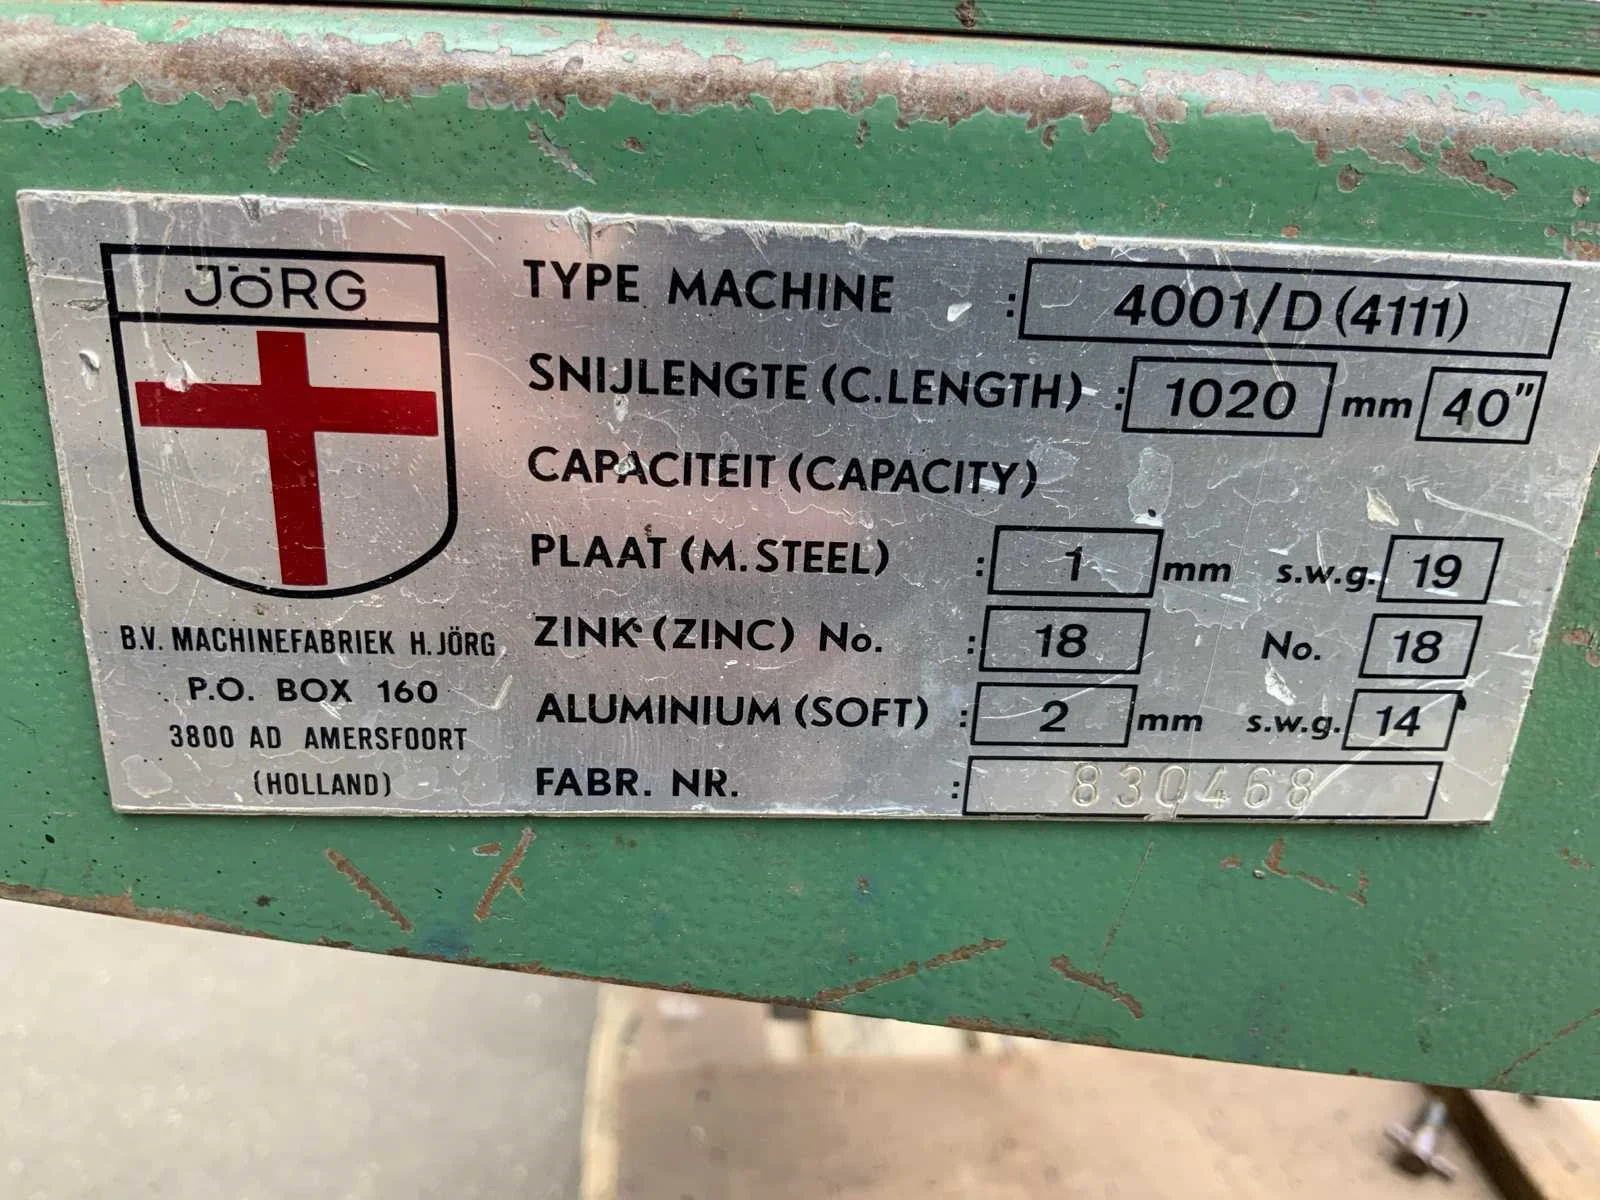 JÖRG
B.V. MACHINEFABRIEK H. JÖRG
P.O. BOX 160
3800 AD AMERSFOORT
(HOLLAND)
TYPE MACHINE : 4001/D (4111)
SNIJLENGTE (C.LENGTH) : 1020 mm 40"
CAPACITEIT (CAPACITY)
PLAAT (M. STEEL) : 1 mm s.w.g. 19
ZINK (ZINC) No. : 18 No. 18
ALUMINIUM (SOFT) : 2 mm s.w.g. 14
FABR. NR. : 830468